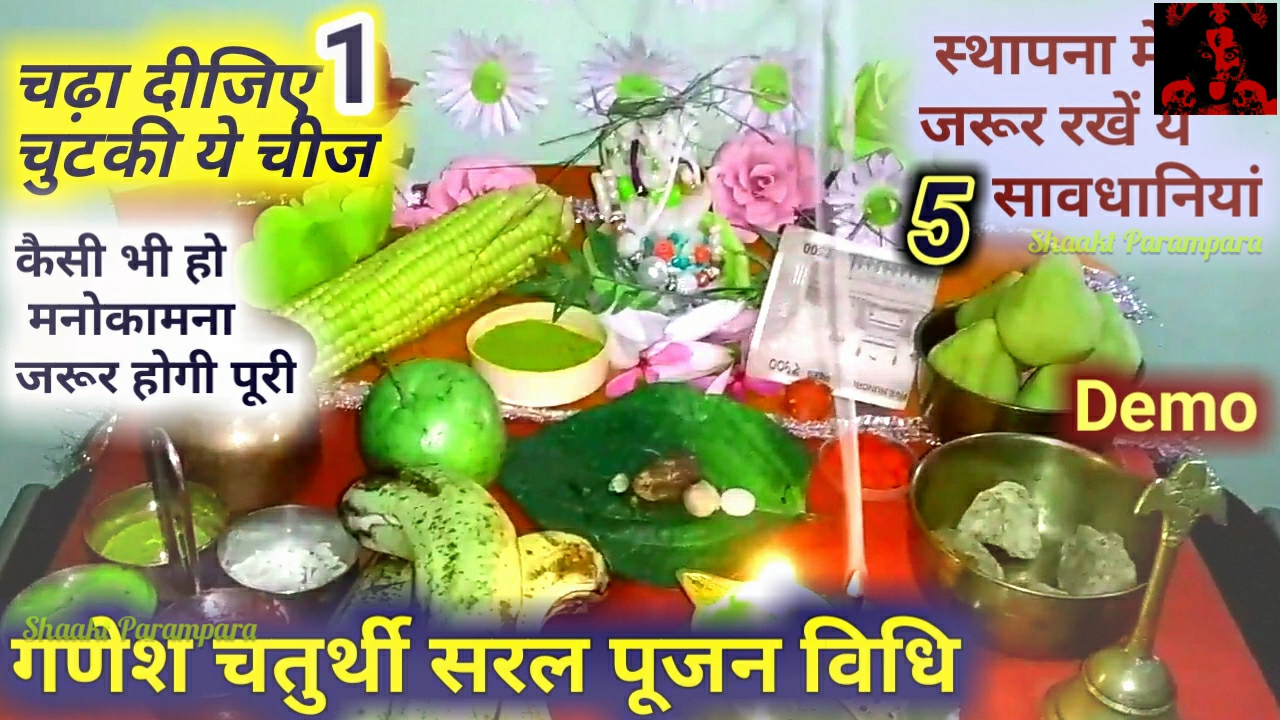 चढ़ा दीजिए 1
चुटकी ये चीज
कैसी भी हो
मनोकामना
जरूर होगी पूरी
स्थापना में
जरूर रखें ये
5 सावधानियां
Shaakt Parampara
Demo
Shaakt Parampara
गणेश चतुर्थी सरल पूजन विधि